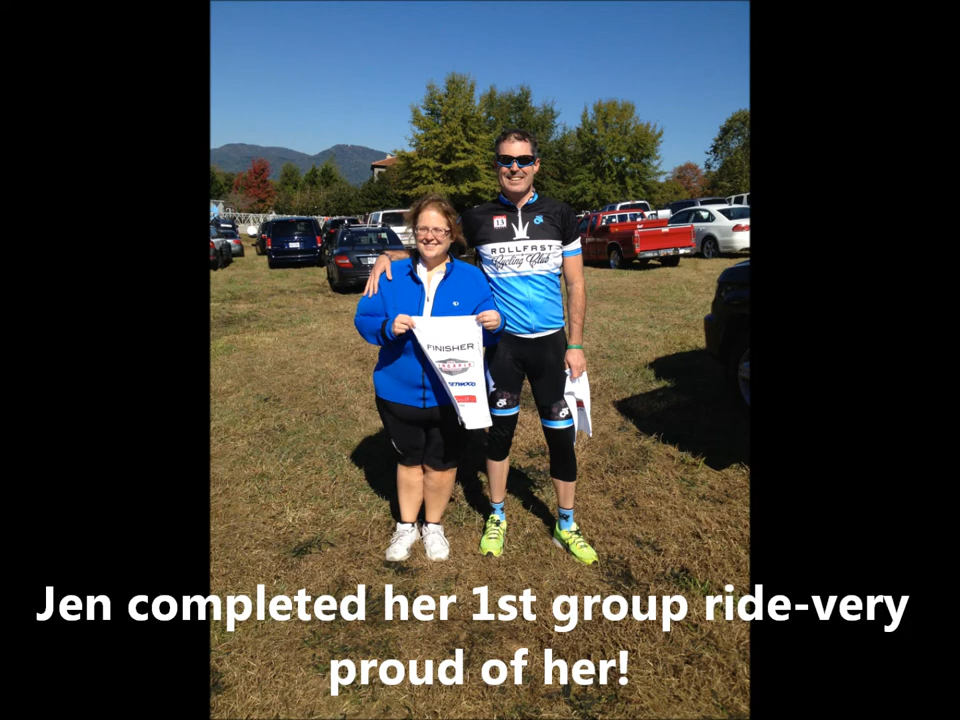 ROLLFAST
Cycling Club
FINISHER
Jen completed her 1st group ride-very
proud of her!